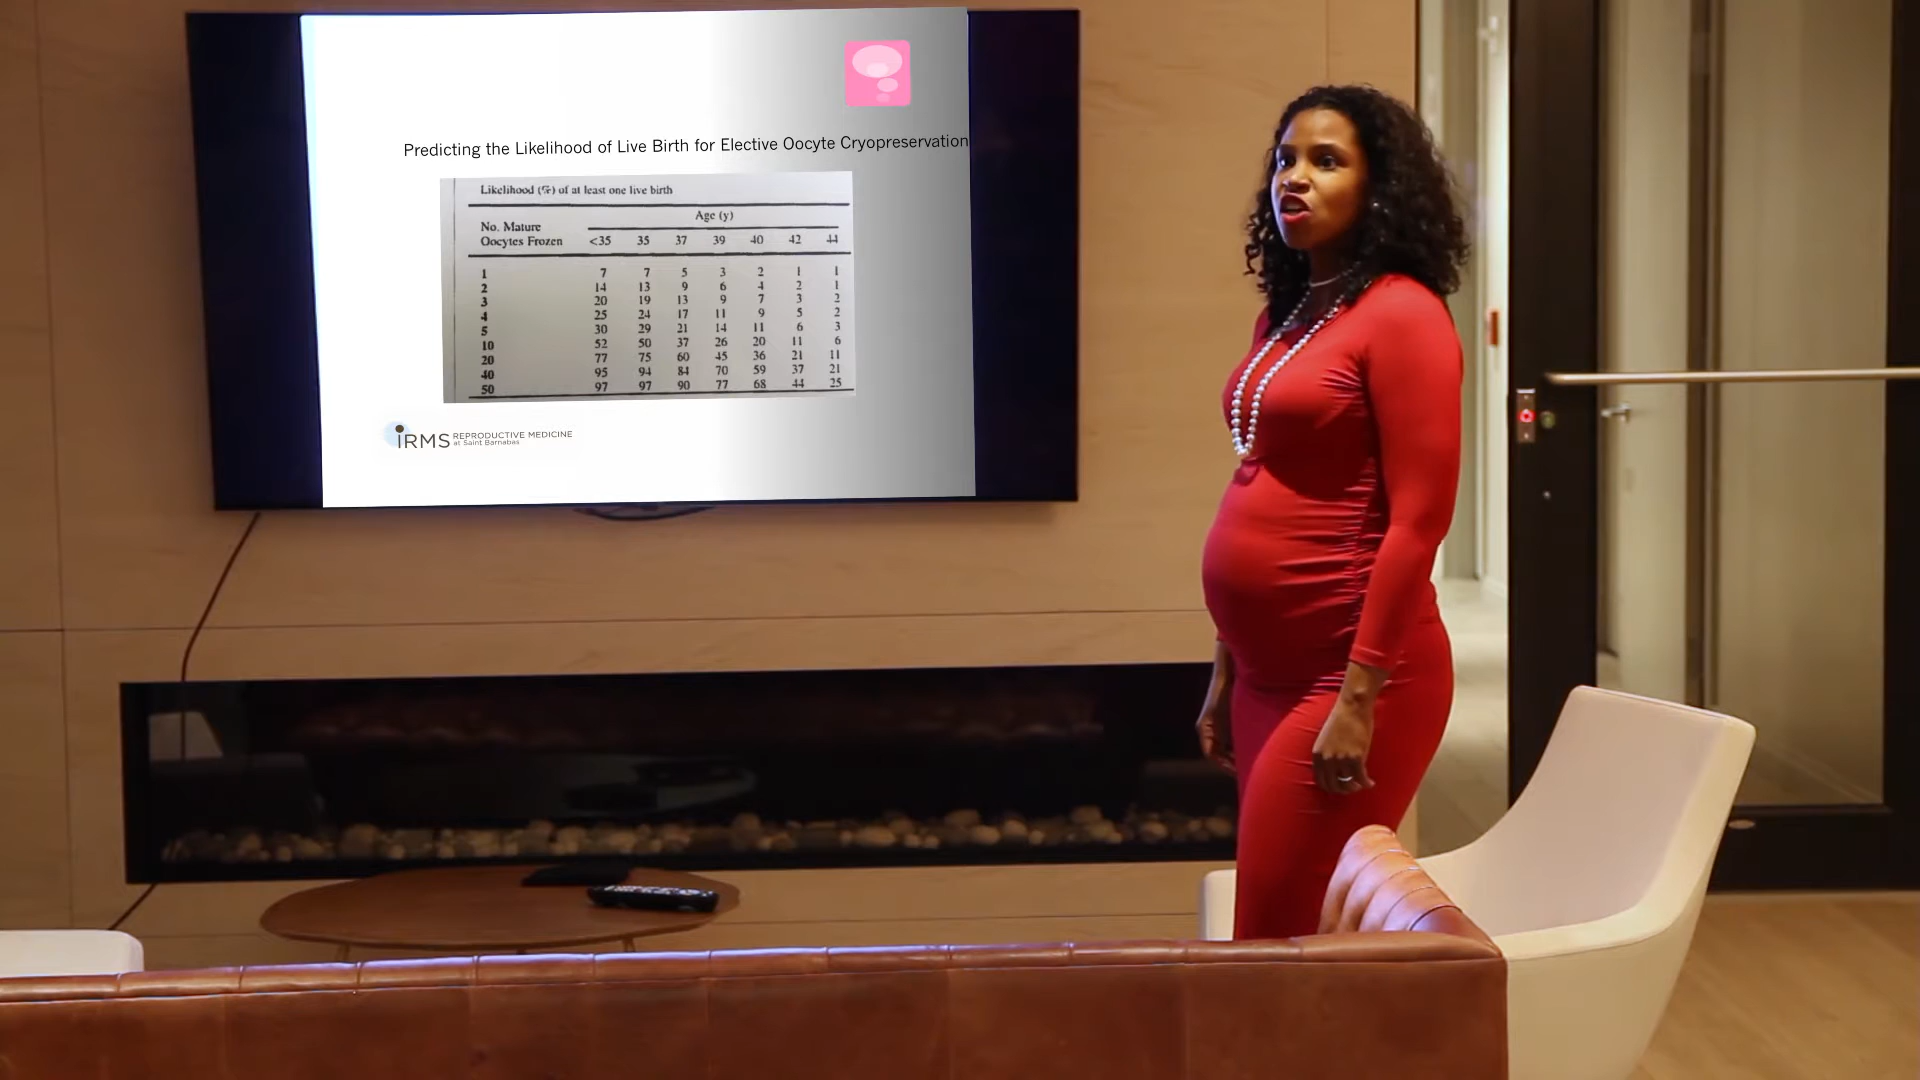 Predicting the Likelihood of Live Birth for Elective Oocyte Cryopreservation
Likelihood (%) of at least one live birth
Age (y)
No. Mature
Oocytes Frozen <35 35 37 39 40 42 44
1 7 7 5 3 2 1 1
2 14 13 9 6 4 2 1
3 20 19 13 9 7 3 2
4 25 24 17 11 9 5 2
5 30 29 21 14 11 6 3
10 52 50 37 26 20 11 6
20 77 75 60 45 36 21 11
40 95 94 84 70 59 37 21
50 97 97 90 77 68 44 25
iRMS REPRODUCTIVE MEDICINE
at Saint Barnabas